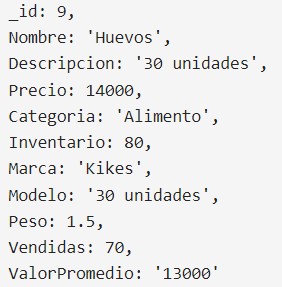 _id: 9,
Nombre: 'Huevos',
Descripcion: '30 unidades',
Precio: 14000,
Categoria: 'Alimento',
Inventario: 80,
Marca: 'Kikes',
Modelo: '30 unidades',
Peso: 1.5,
Vendidas: 70,
ValorPromedio: '13000'